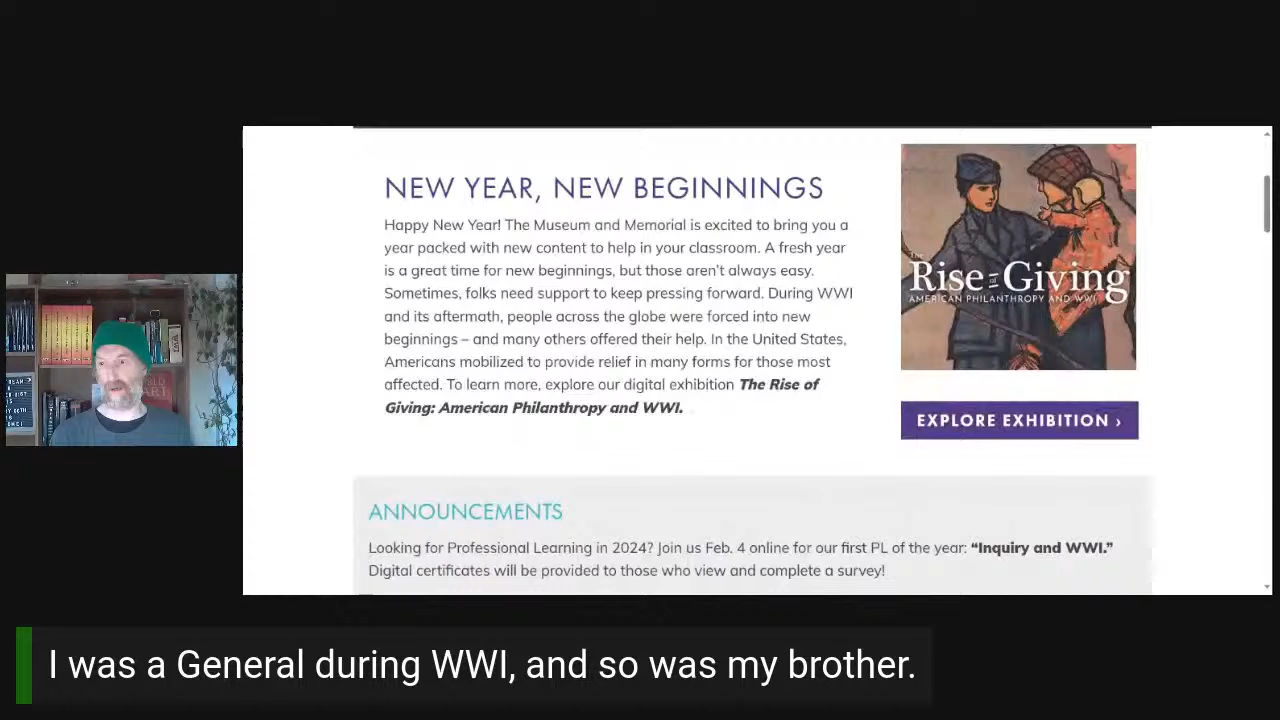 NEW YEAR, NEW BEGINNINGS
Happy New Year! The Museum and Memorial is excited to bring you a
year packed with new content to help in your classroom. A fresh year
is a great time for new beginnings, but those aren't always easy.
Sometimes, folks need support to keep pressing forward. During WWI
and its aftermath, people across the globe were forced into new
beginnings – and many others offered their help. In the United States,
Americans mobilized to provide relief in many forms for those most
affected. To learn more, explore our digital exhibition The Rise of
Giving: American Philanthropy and WWI.
The
Rise of Giving
AMERICAN PHILANTHROPY AND WWI
EXPLORE EXHIBITION ›
ANNOUNCEMENTS
Looking for Professional Learning in 2024? Join us Feb. 4 online for our first PL of the year: “Inquiry and WWI.”
Digital certificates will be provided to those who view and complete a survey!
I was a General during WWI, and so was my brother.